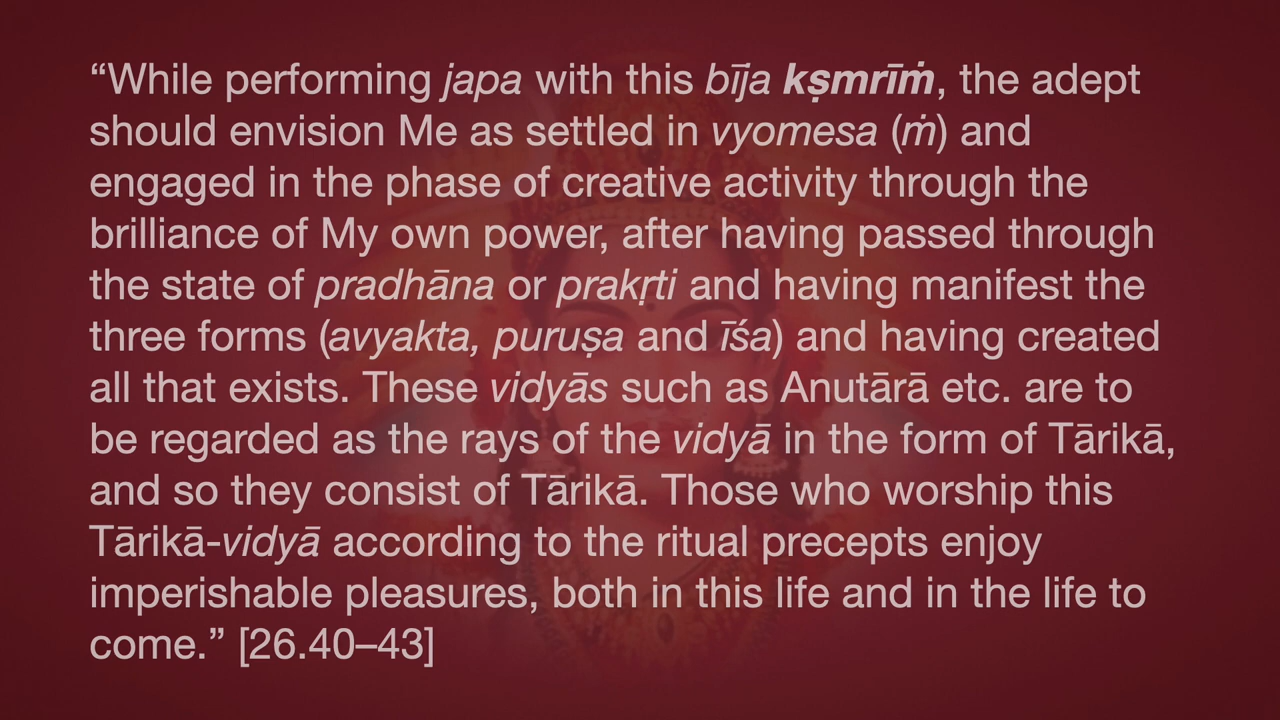 “While performing japa with this bīja kṣmrīṁ, the adept
should envision Me as settled in vyomesa (ṁ) and
engaged in the phase of creative activity through the
brilliance of My own power, after having passed through
the state of pradhāna or prakṛti and having manifest the
three forms (avyakta, puruṣa and īśa) and having created
all that exists. These vidyās such as Anutārā etc. are to
be regarded as the rays of the vidyā in the form of Tārikā,
and so they consist of Tārikā. Those who worship this
Tārikā-vidyā according to the ritual precepts enjoy
imperishable pleasures, both in this life and in the life to
come.” [26.40–43]